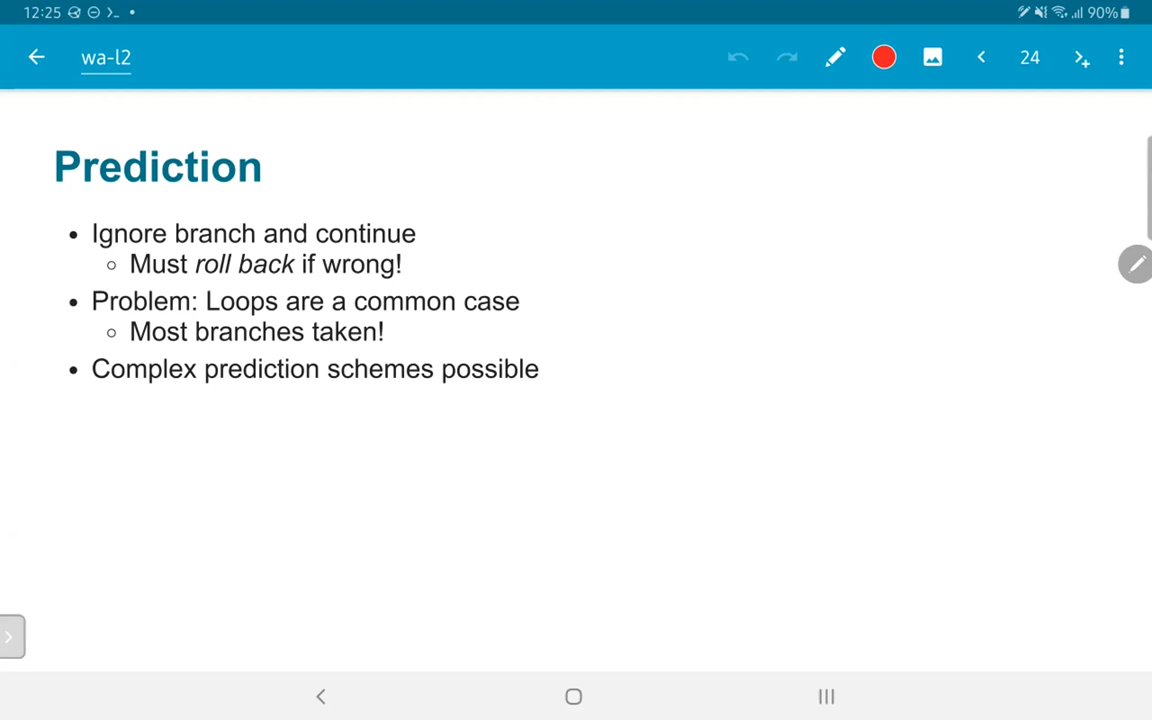 12:25 90%
wa-l2 24
Prediction
• Ignore branch and continue
○ Must roll back if wrong!
• Problem: Loops are a common case
○ Most branches taken!
• Complex prediction schemes possible